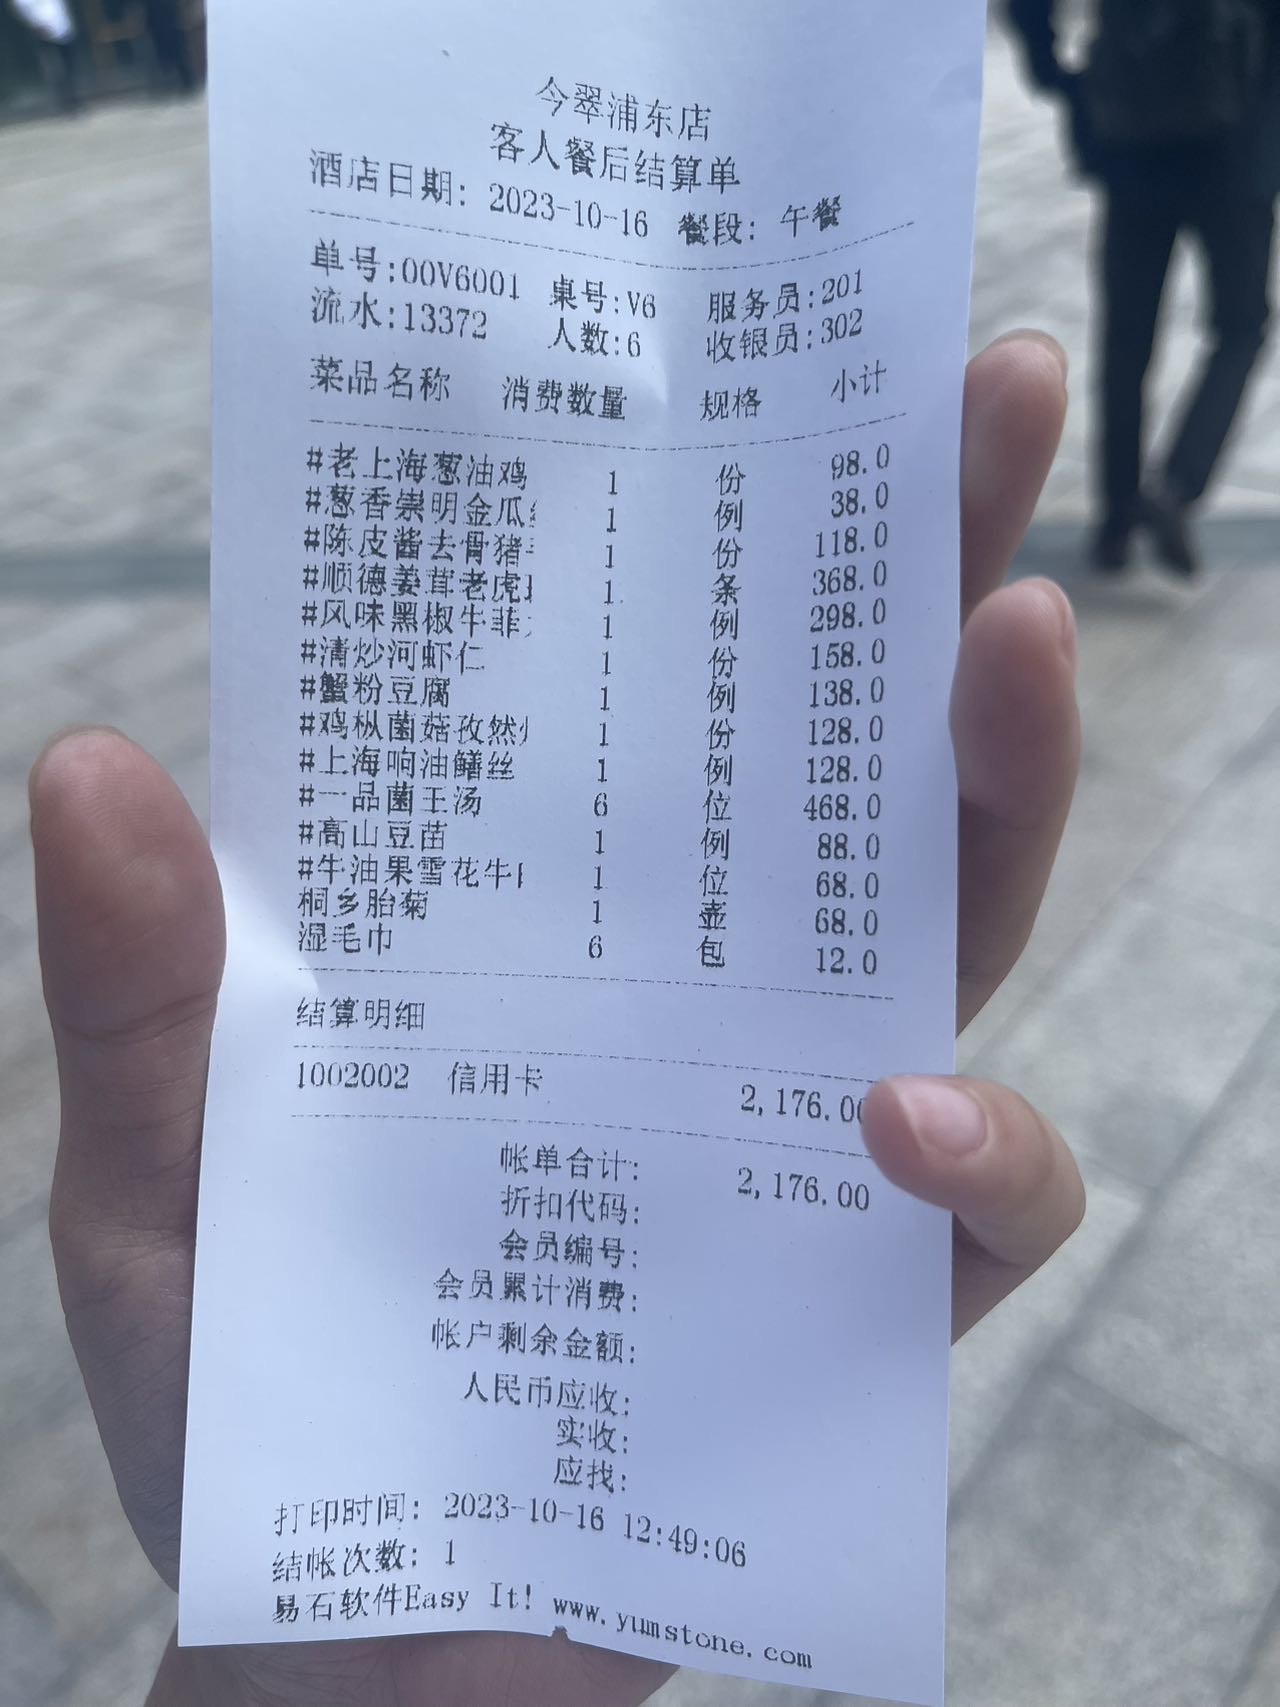 今翠浦东店
客人餐后结算单
酒店日期: 2023-10-16 餐段: 午餐
单号:00V6001 桌号:V6 服务员:201
流水:13372 人数:6 收银员:302
菜品名称 消费数量 规格 小计
#老上海葱油鸡 1 份 98.0
#葱香崇明金瓜 1 例 38.0
#陈皮酱去骨猪 1 份 118.0
#顺德姜茸老虎 1 条 368.0
#风味黑椒牛菲 1 例 298.0
#清炒河虾仁 1 份 158.0
#蟹粉豆腐 1 例 138.0
#鸡枞菌菇孜然 1 份 128.0
#上海响油鳝丝 1 例 128.0
#一品菌王汤 6 位 468.0
#高山豆苗 1 例 88.0
#牛油果雪花牛 1 位 68.0
桐乡胎菊 1 壶 68.0
湿毛巾 6 包 12.0
结算明细
1002002 信用卡 2,176.00
帐单合计: 2,176.00
折扣代码:
会员编号:
会员累计消费:
帐户剩余金额:
人民币应收:
实收:
应找:
打印时间: 2023-10-16 12:49:06
结帐次数: 1
易石软件Easy It! www.yumstone.com